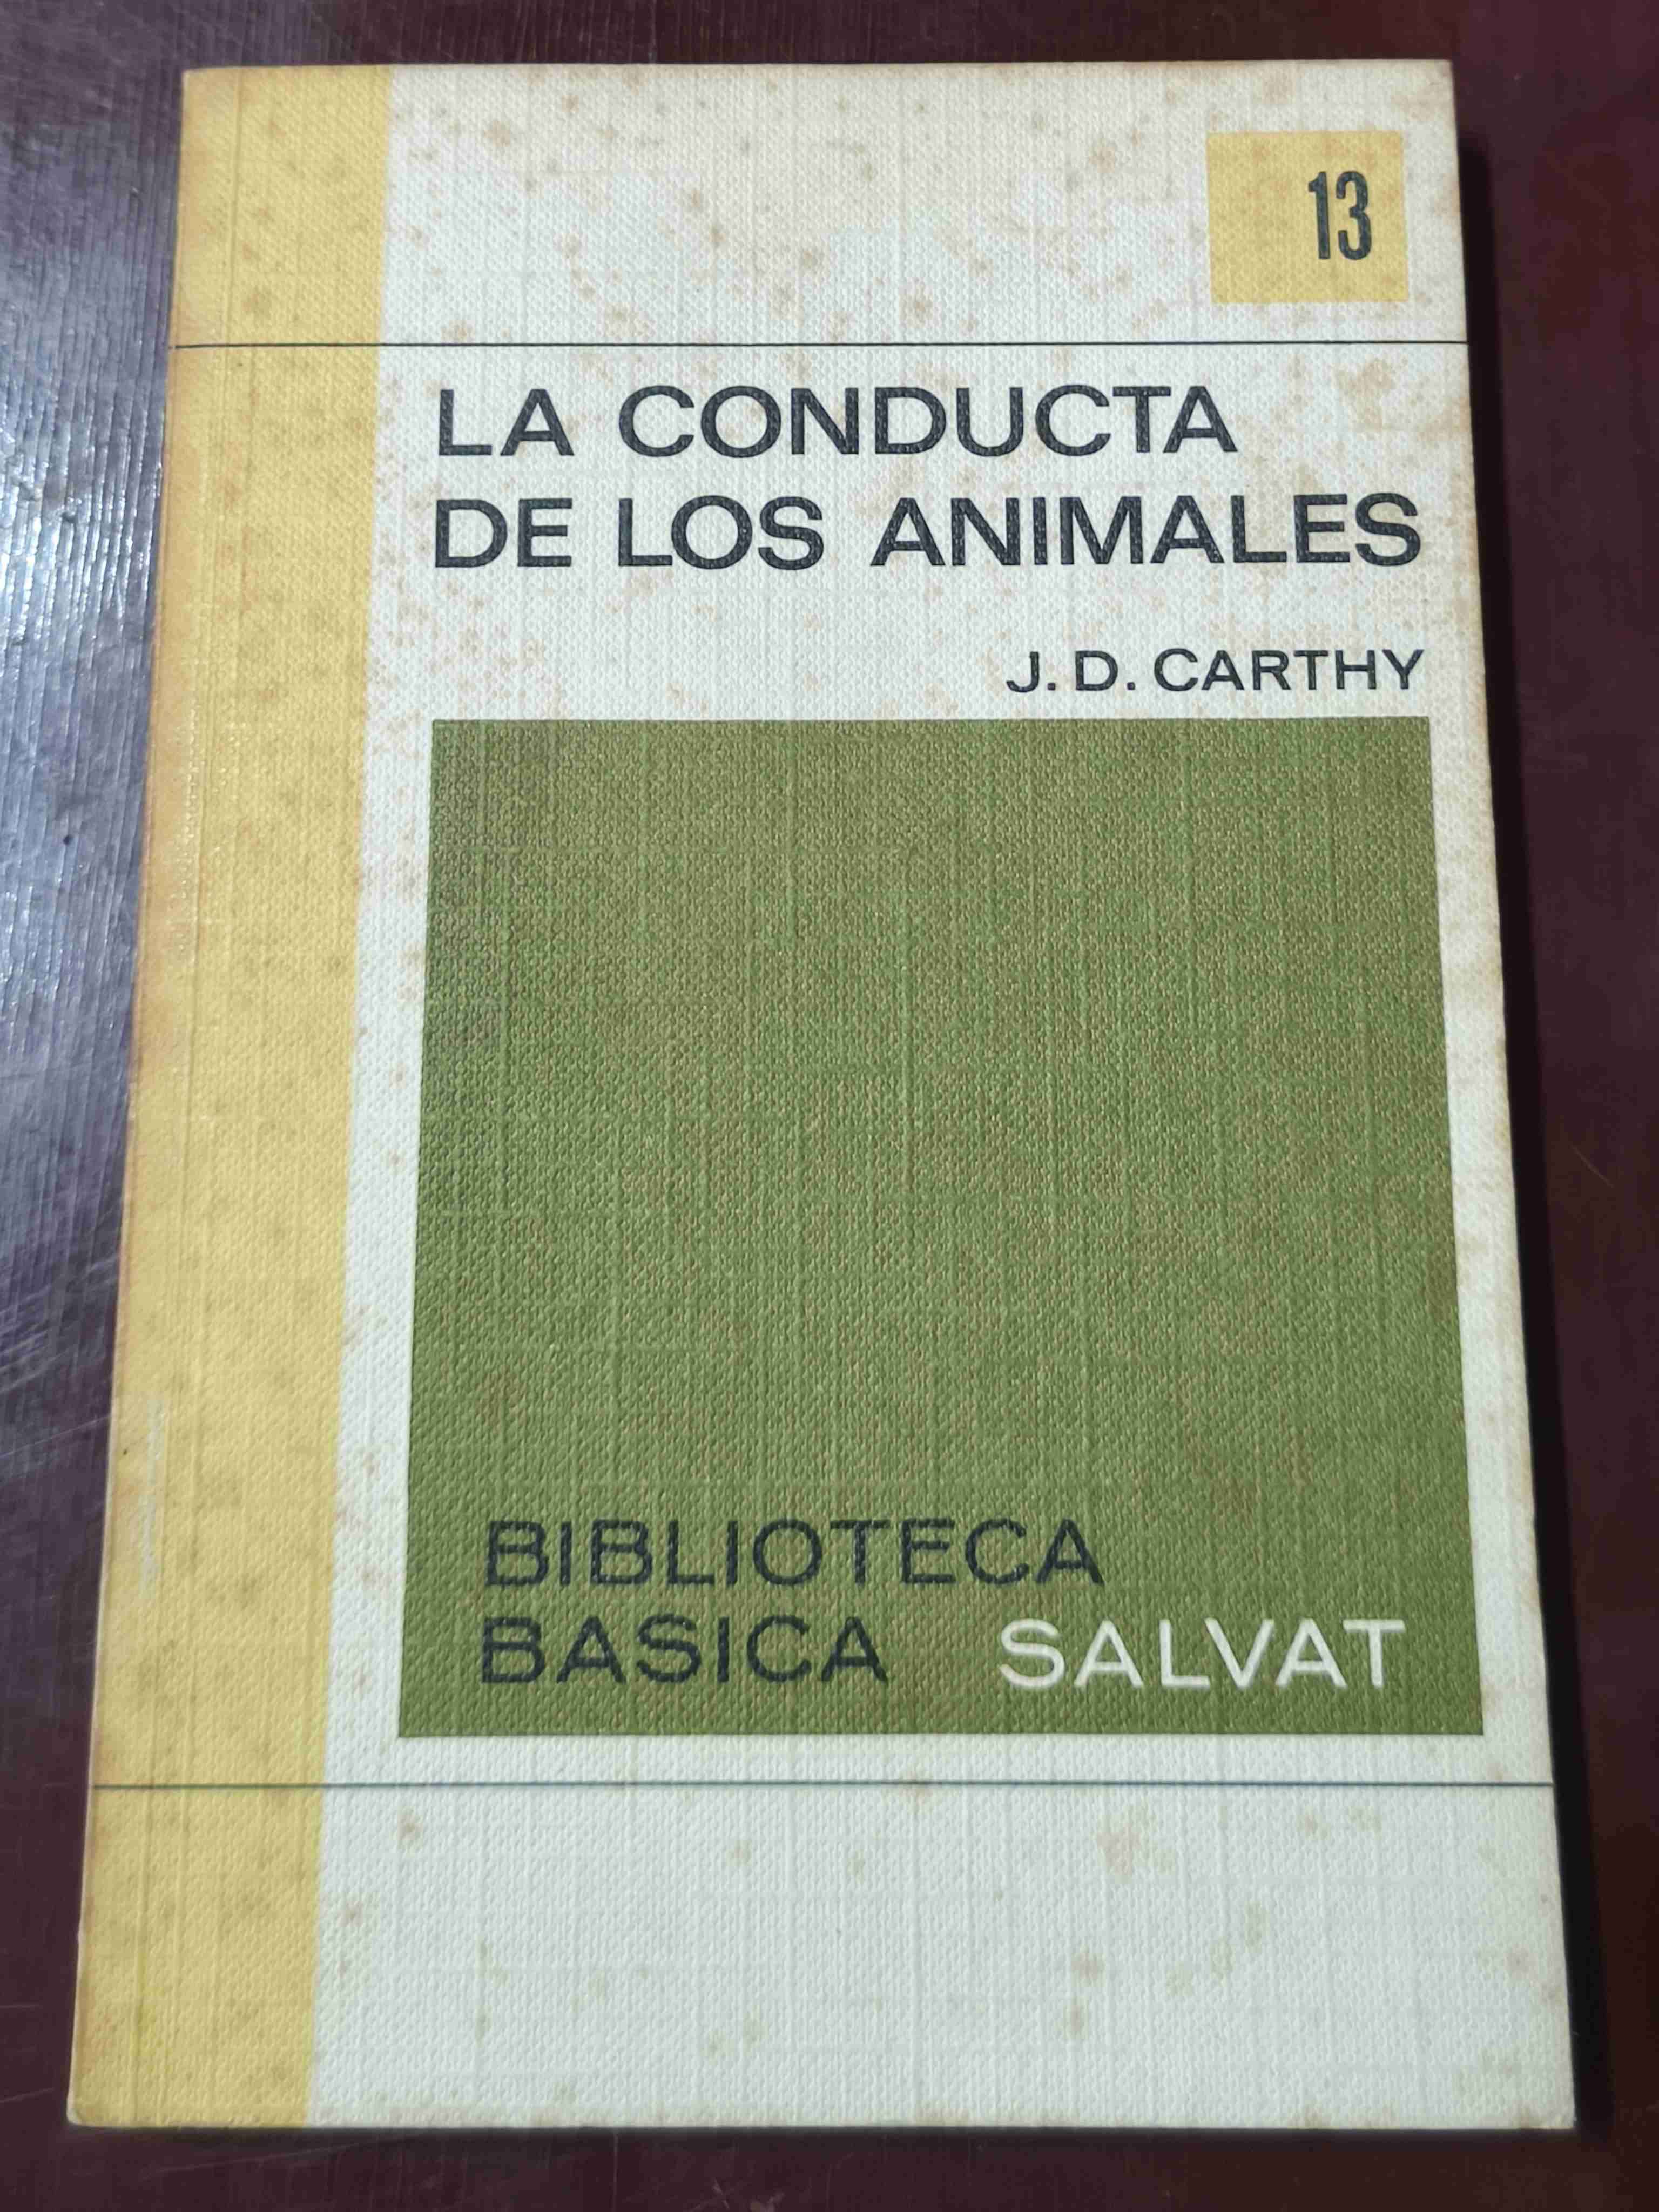 13
LA CONDUCTA
DE LOS ANIMALES
J. D. CARTHY
BIBLIOTECA
BASICA SALVAT